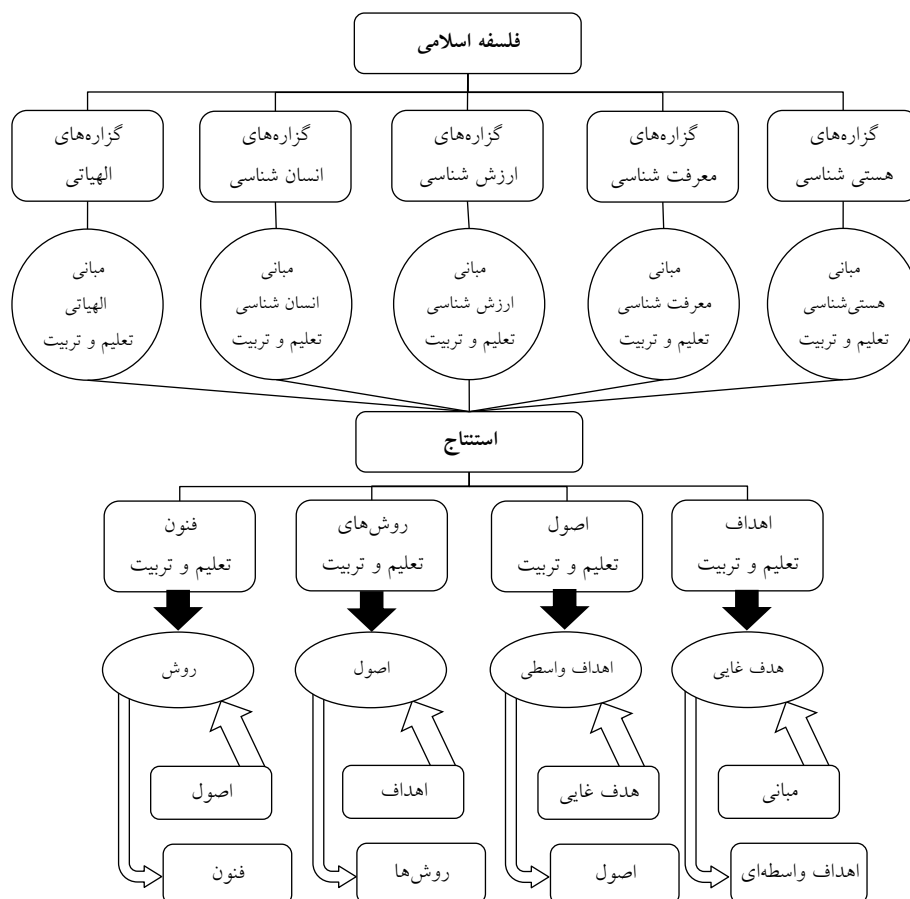 فلسفه اسلامی
گزاره‌های
هستی شناسی
گزاره‌های
معرفت شناسی
گزاره‌های
ارزش شناسی
گزاره‌های
انسان شناسی
گزاره‌های
الهیاتی
مبانی
هستی‌شناسی
تعلیم و تربیت
مبانی
معرفت شناسی
تعلیم و تربیت
مبانی
ارزش شناسی
تعلیم و تربیت
مبانی
انسان شناسی
تعلیم و تربیت
مبانی
الهیاتی
تعلیم و تربیت
استنتاج
اهداف
تعلیم و تربیت
اصول
تعلیم و تربیت
روش‌های
تعلیم و تربیت
فنون
تعلیم و تربیت
هدف غایی
اهداف واسطی
اصول
روش
مبانی
هدف غایی
اهداف
اصول
اهداف واسطه‌ای
اصول
روش‌ها
فنون